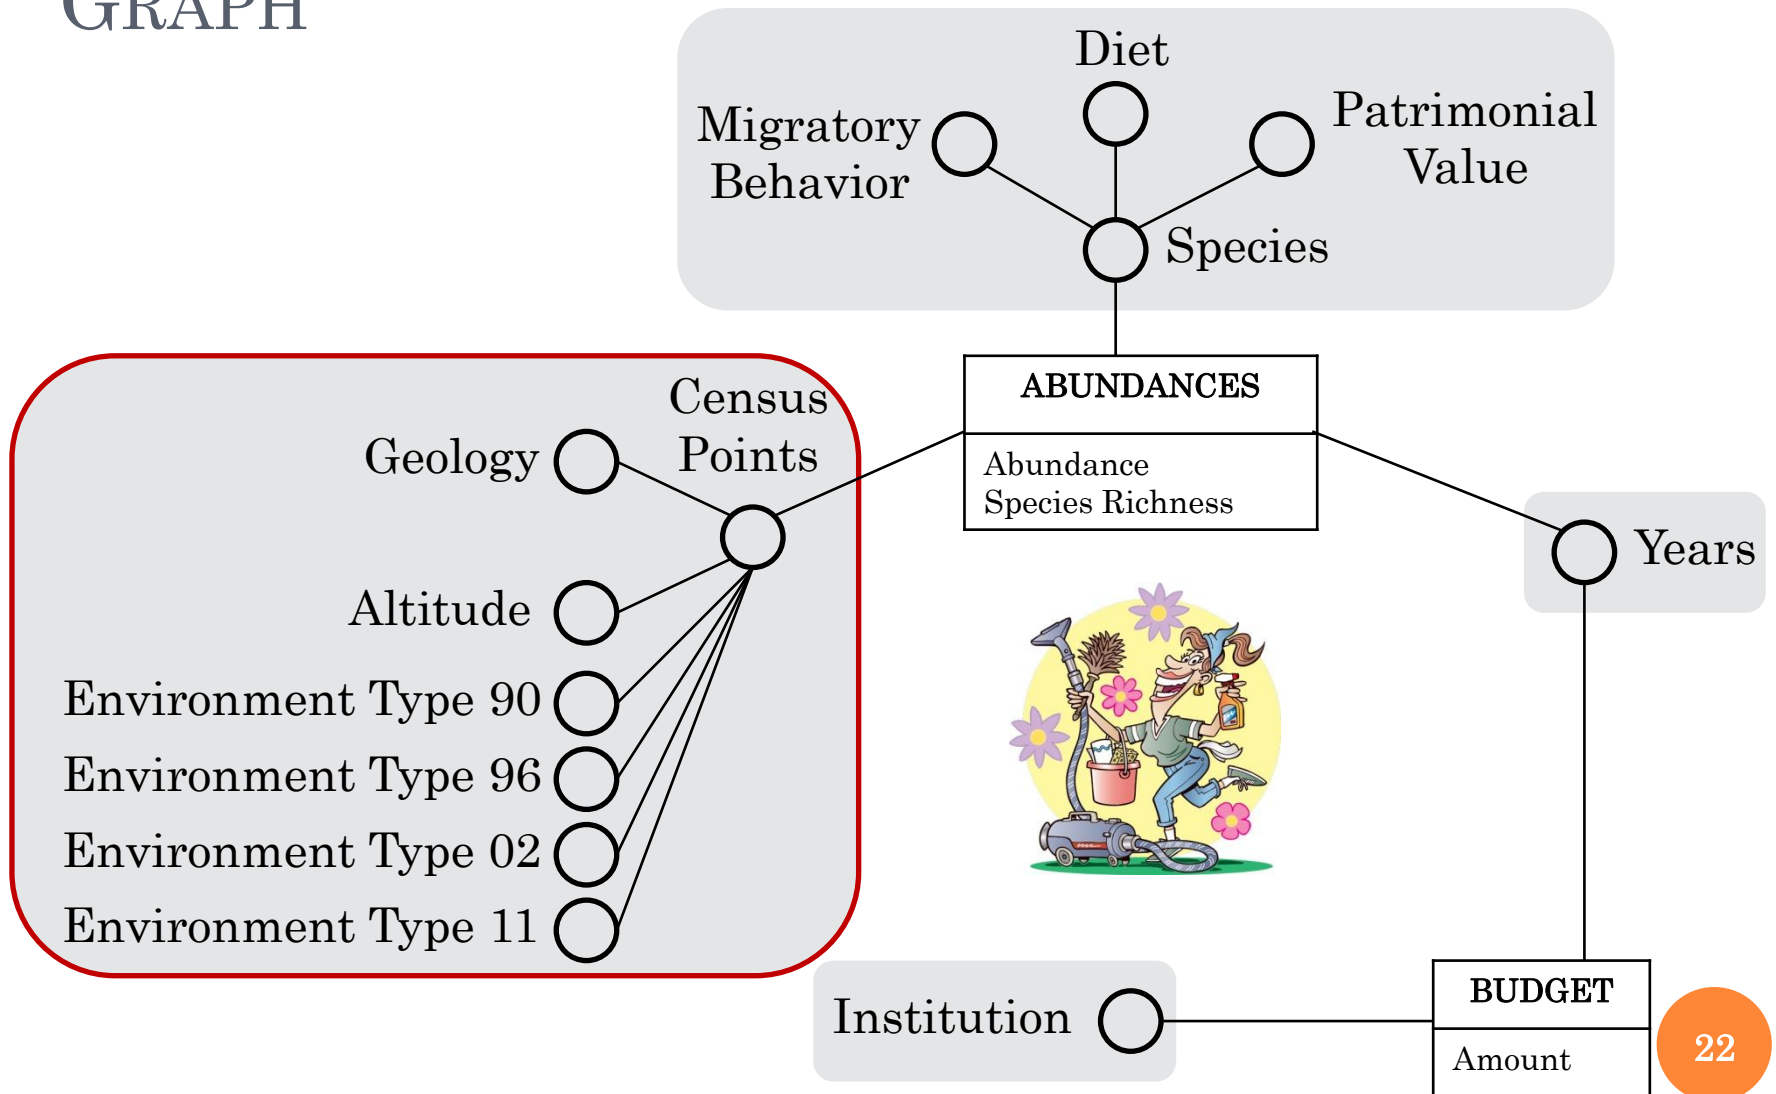 GRAPH
Diet
Migratory
Behavior
Patrimonial
Value
Species
ABUNDANCES
Abundance
Species Richness
Census
Points
Geology
Altitude
Environment Type 90
Environment Type 96
Environment Type 02
Environment Type 11
Years
Institution
BUDGET
Amount
22